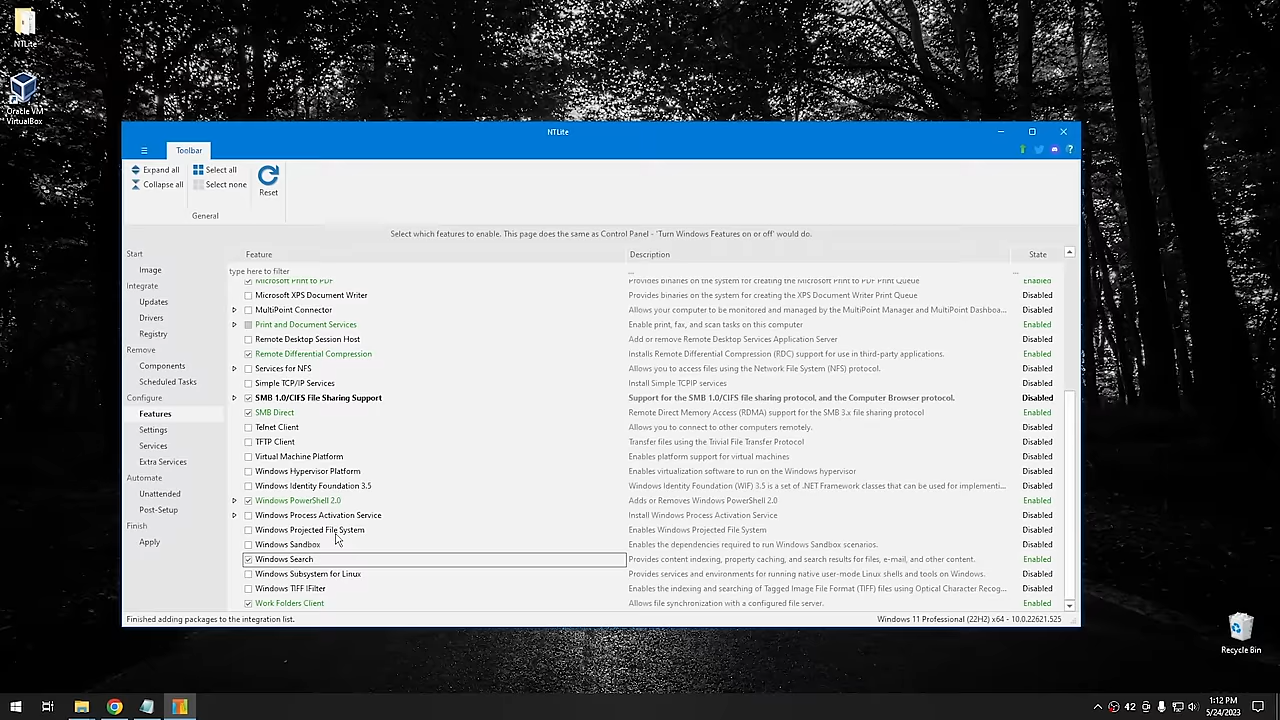 NTLite
Oracle VM
VirtualBox
NTLite
Toolbar
Expand all
Select all
Collapse all
Select none
Reset
General
Select which features to enable. This page does the same as Control Panel - 'Turn Windows Features on or off' would do.
Start
Image
Integrate
Updates
Drivers
Registry
Remove
Components
Scheduled Tasks
Configure
Features
Settings
Services
Extra Services
Automate
Unattended
Post-Setup
Finish
Apply
Feature Description State
type here to filter ... ...
Microsoft Print to PDF Provides binaries on the system for creating the Microsoft Print to PDF Print Queue Enabled
Microsoft XPS Document Writer Provides binaries on the system for creating the XPS Document Writer Print Queue Disabled
MultiPoint Connector Allows your computer to be monitored and managed by the MultiPoint Manager and MultiPoint Dashboa... Disabled
Print and Document Services Enable print, fax, and scan tasks on this computer Enabled
Remote Desktop Session Host Add or remove Remote Desktop Services Application Server Disabled
Remote Differential Compression Installs Remote Differential Compression (RDC) support for use in third-party applications. Enabled
Services for NFS Allows you to access files using the Network File System (NFS) protocol. Disabled
Simple TCP/IP Services Install Simple TCPIP services Disabled
SMB 1.0/CIFS File Sharing Support Support for the SMB 1.0/CIFS file sharing protocol, and the Computer Browser protocol. Disabled
SMB Direct Remote Direct Memory Access (RDMA) support for the SMB 3.x file sharing protocol Enabled
Telnet Client Allows you to connect to other computers remotely. Disabled
TFTP Client Transfer files using the Trivial File Transfer Protocol Disabled
Virtual Machine Platform Enables platform support for virtual machines Disabled
Windows Hypervisor Platform Enables virtualization software to run on the Windows hypervisor Disabled
Windows Identity Foundation 3.5 Windows Identity Foundation (WIF) 3.5 is a set of .NET Framework classes that can be used for implementi... Disabled
Windows PowerShell 2.0 Adds or Removes Windows PowerShell 2.0 Enabled
Windows Process Activation Service Install Windows Process Activation Service Disabled
Windows Projected File System Enables Windows Projected File System Disabled
Windows Sandbox Enables the dependencies required to run Windows Sandbox scenarios. Disabled
Windows Search Provides content indexing, property caching, and search results for files, e-mail, and other content. Enabled
Windows Subsystem for Linux Provides services and environments for running native user-mode Linux shells and tools on Windows. Disabled
Windows TIFF IFilter Enables the indexing and searching of Tagged Image File Format (TIFF) files using Optical Character Recog... Disabled
Work Folders Client Allows file synchronization with a configured file server. Enabled
Finished adding packages to the integration list. Windows 11 Professional (22H2) x64 - 10.0.22621.525
Recycle Bin
42
1:12 PM
5/24/2023